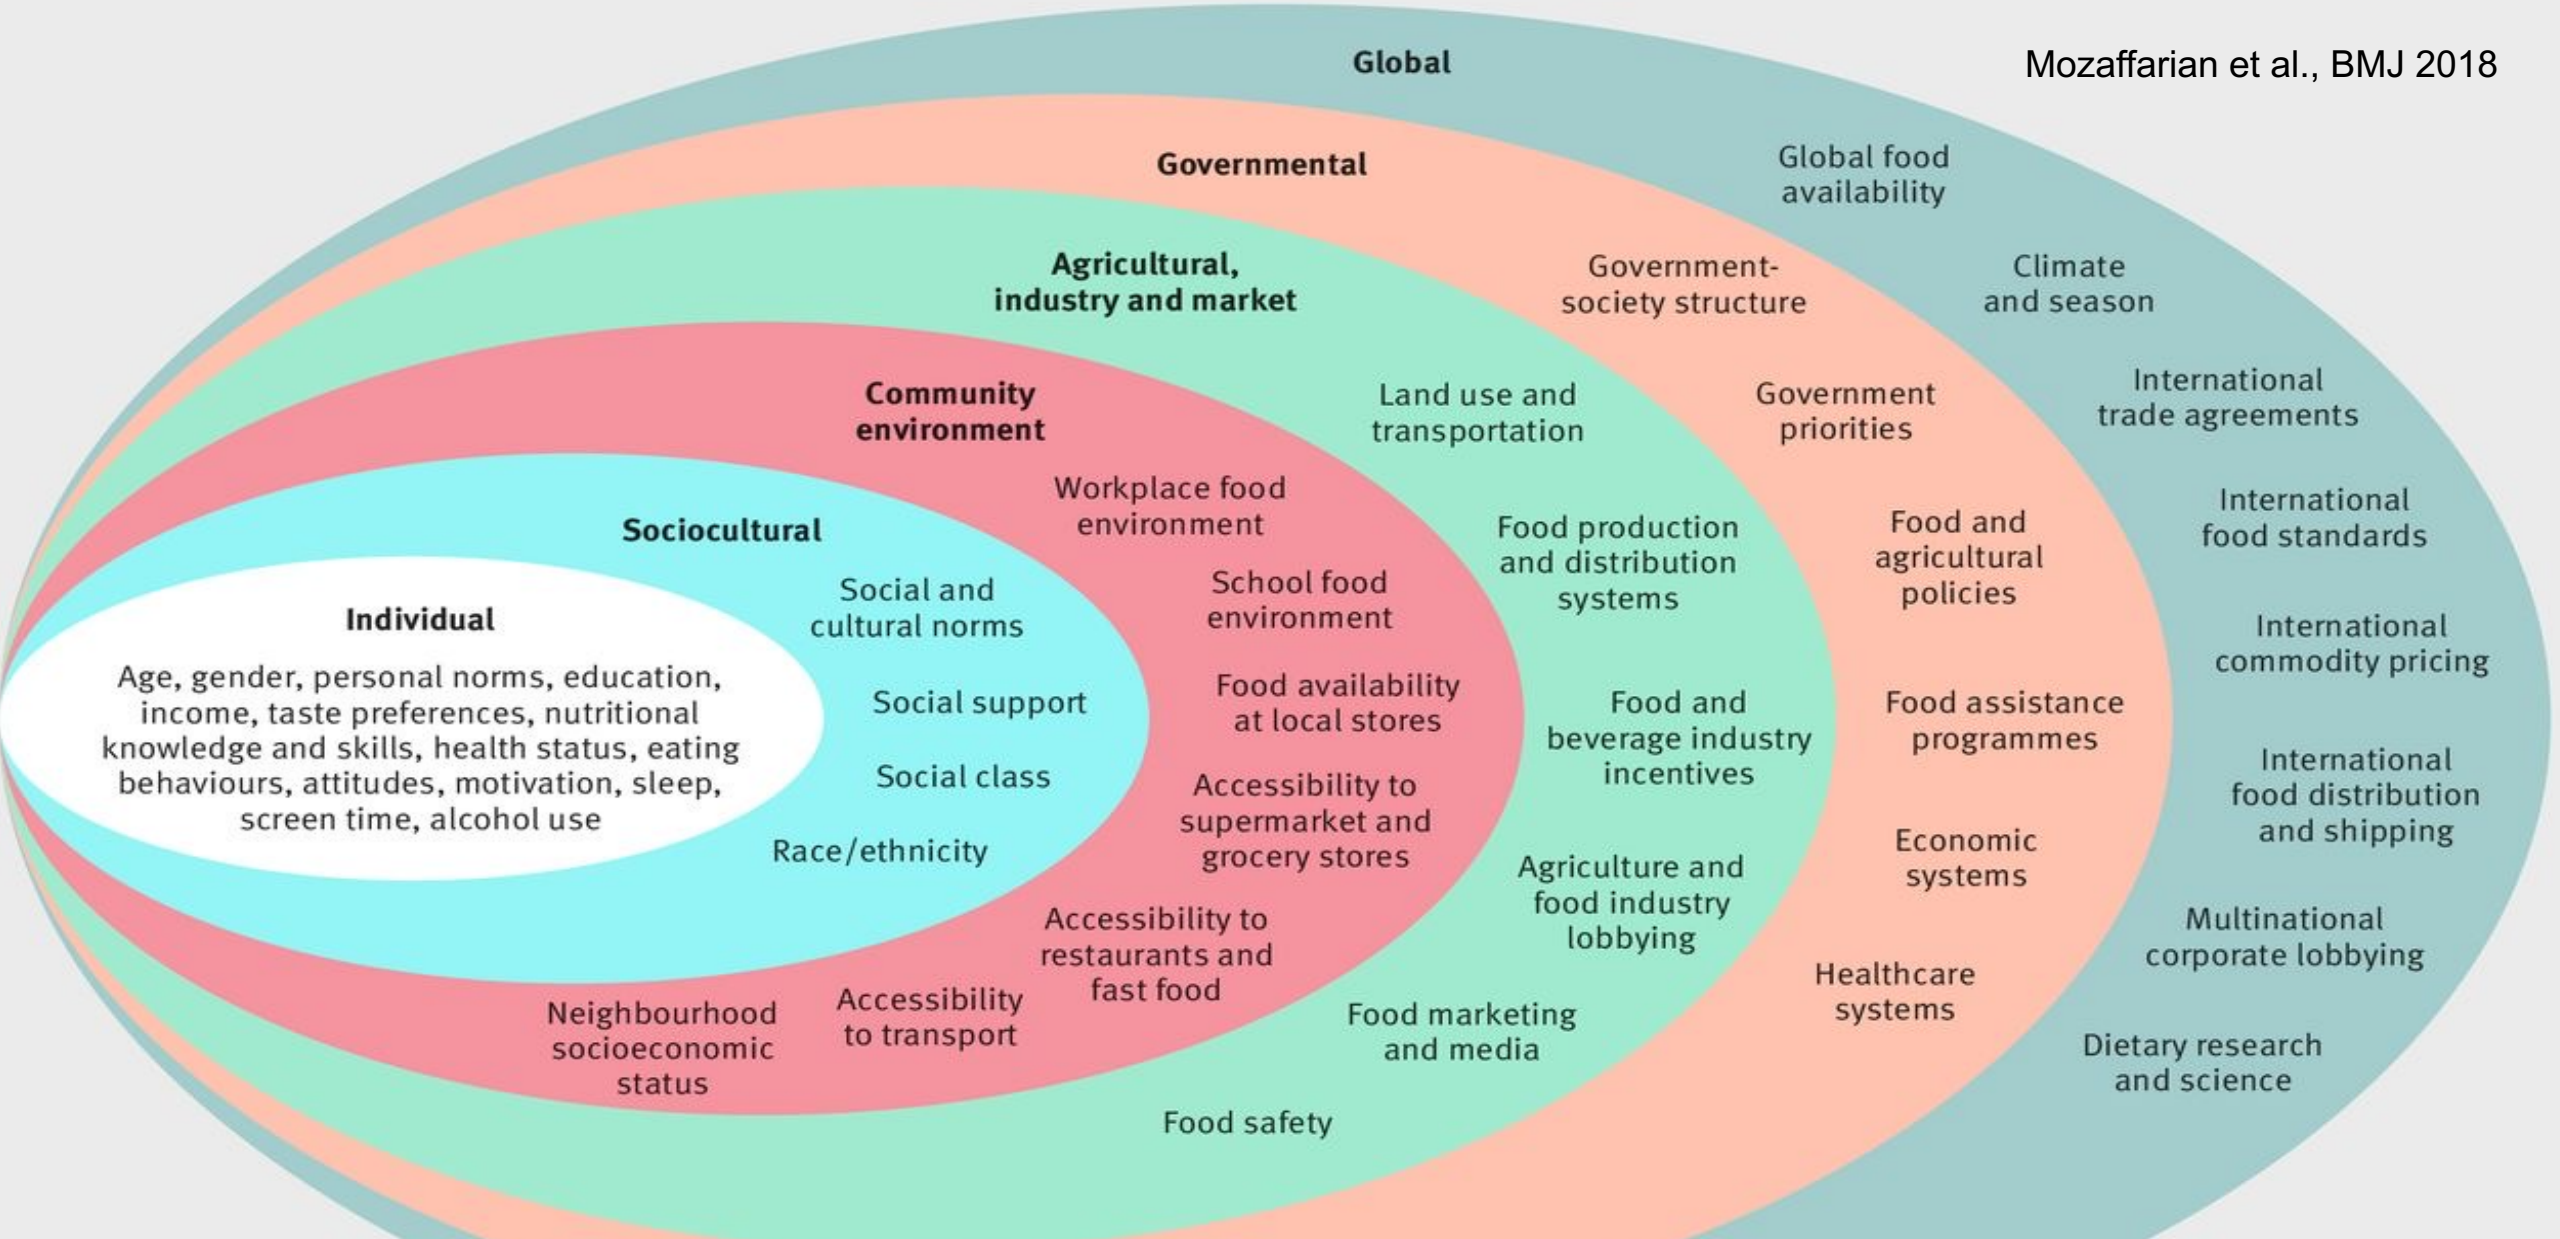 Mozaffarian et al., BMJ 2018
Global
Global food
availability
Climate
and season
International
trade agreements
International
food standards
International
commodity pricing
International
food distribution
and shipping
Multinational
corporate lobbying
Dietary research
and science
Governmental
Government-
society structure
Government
priorities
Food and
agricultural
policies
Food assistance
programmes
Economic
systems
Healthcare
systems
Agricultural,
industry and market
Land use and
transportation
Food production
and distribution
systems
Food and
beverage industry
incentives
Agriculture and
food industry
lobbying
Food marketing
and media
Food safety
Community
environment
Workplace food
environment
School food
environment
Food availability
at local stores
Accessibility to
supermarket and
grocery stores
Accessibility to
restaurants and
fast food
Accessibility
to transport
Neighbourhood
socioeconomic
status
Sociocultural
Social and
cultural norms
Social support
Social class
Race/ethnicity
Individual
Age, gender, personal norms, education,
income, taste preferences, nutritional
knowledge and skills, health status, eating
behaviours, attitudes, motivation, sleep,
screen time, alcohol use